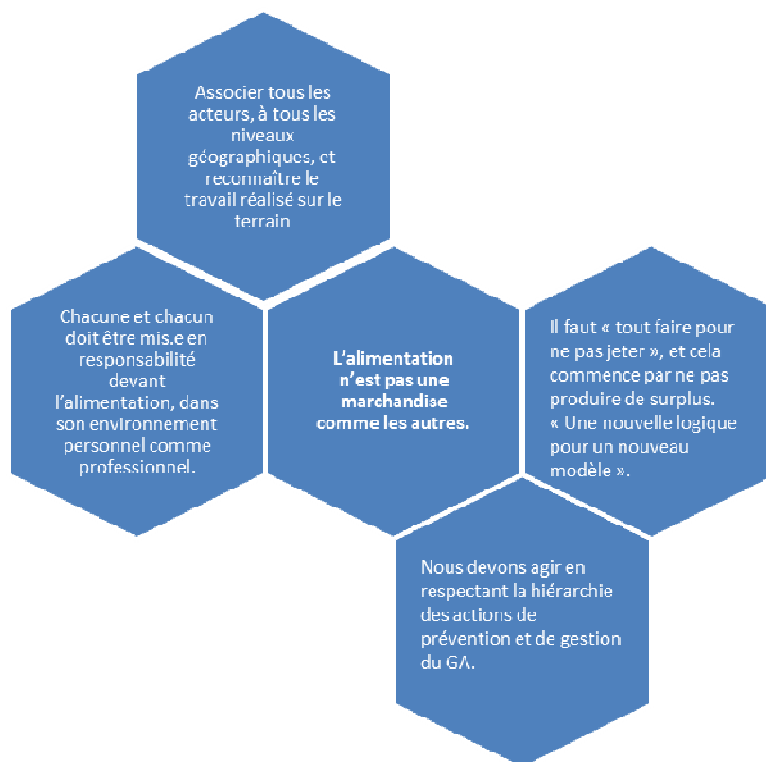 Associer tous les
acteurs, à tous les
niveaux
géographiques, et
reconnaître le
travail réalisé sur le
terrain
Chacune et chacun
doit être mis.e en
responsabilité
devant
l'alimentation, dans
son environnement
personnel comme
professionnel.
L'alimentation
n'est pas une
marchandise
comme les autres.
Il faut « tout faire pour
ne pas jeter », et cela
commence par ne pas
produire de surplus.
« Une nouvelle logique
pour un nouveau
modèle ».
Nous devons agir en
respectant la hiérarchie
des actions de
prévention et de gestion
du GA.